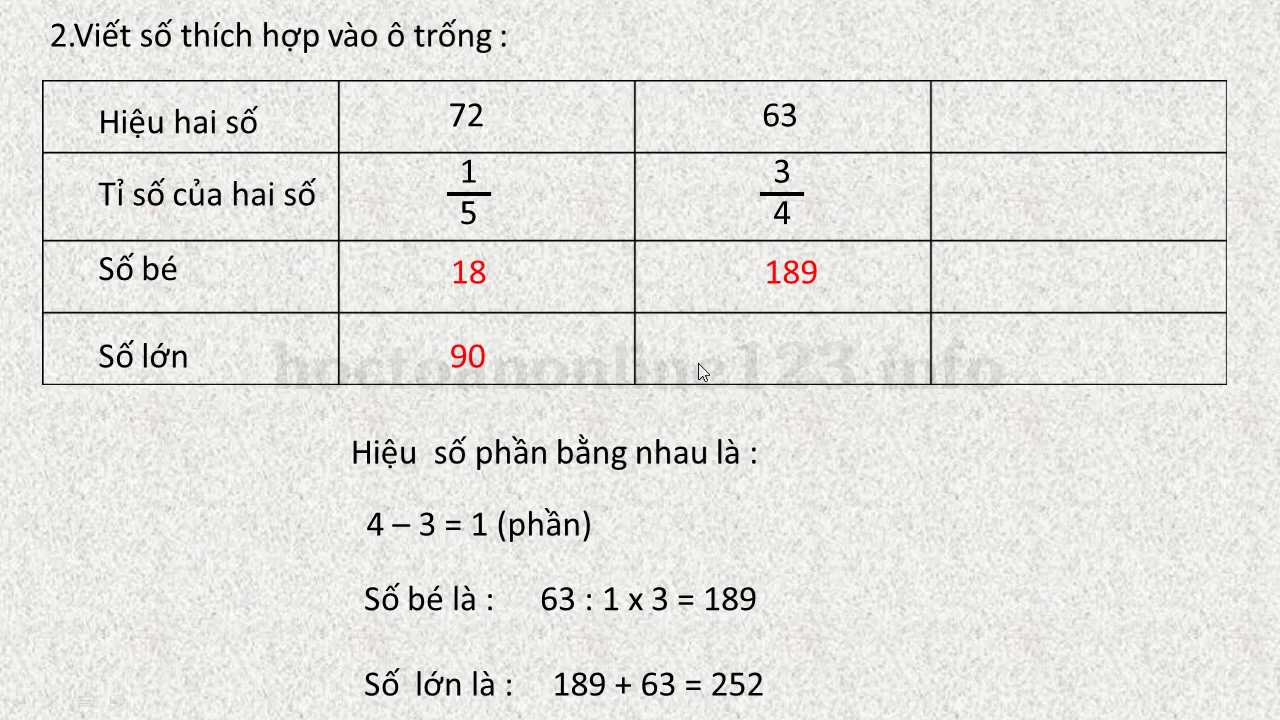 2.Viết số thích hợp vào ô trống :
Hiệu hai số 72 63
Tỉ số của hai số 1/5 3/4
Số bé 18 189
Số lớn 90
hoctoanonline123.info
Hiệu số phần bằng nhau là :
4 – 3 = 1 (phần)
Số bé là : 63 : 1 x 3 = 189
Số lớn là : 189 + 63 = 252